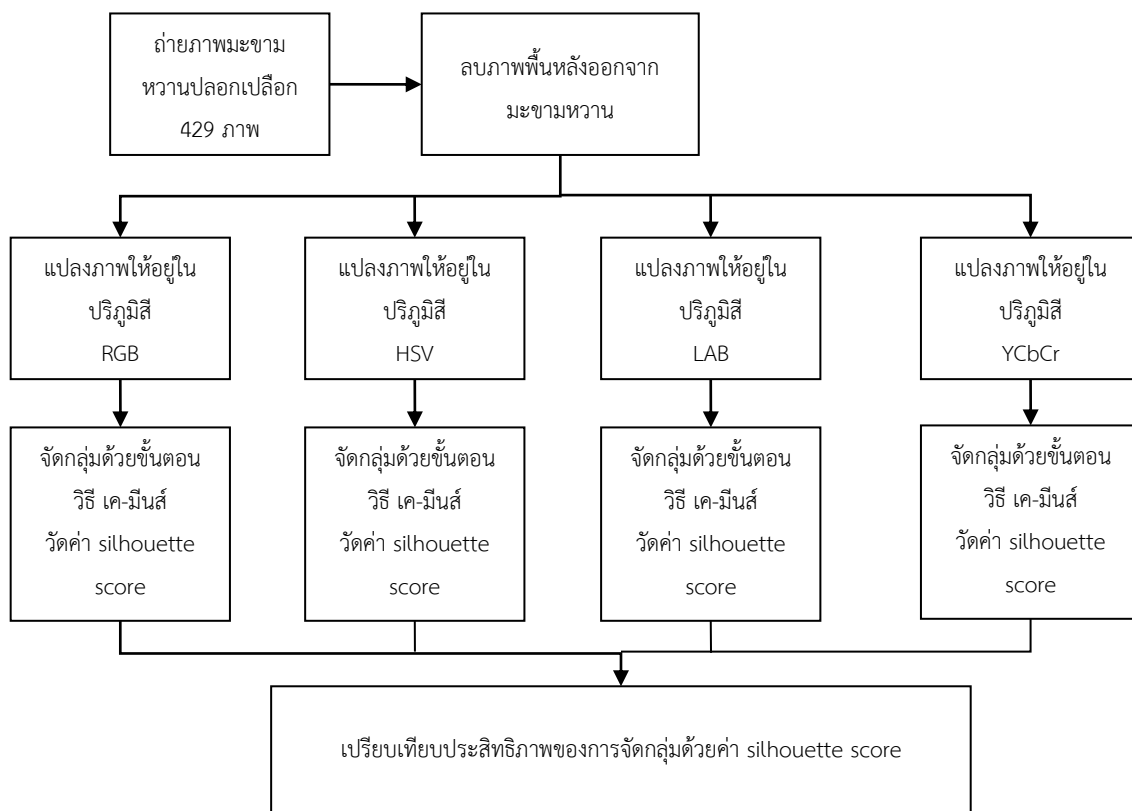 ถ่ายภาพมะขาม
หวานปลอกเปลือก
429 ภาพ
ลบภาพพื้นหลังออกจาก
มะขามหวาน
แปลงภาพให้อยู่ใน
ปริภูมิสี
RGB
แปลงภาพให้อยู่ใน
ปริภูมิสี
HSV
แปลงภาพให้อยู่ใน
ปริภูมิสี
LAB
แปลงภาพให้อยู่ใน
ปริภูมิสี
YCbCr
จัดกลุ่มด้วยขั้นตอน
วิธี เค-มีนส์
วัดค่า silhouette
score
จัดกลุ่มด้วยขั้นตอน
วิธี เค-มีนส์
วัดค่า silhouette
score
จัดกลุ่มด้วยขั้นตอน
วิธี เค-มีนส์
วัดค่า silhouette
score
จัดกลุ่มด้วยขั้นตอน
วิธี เค-มีนส์
วัดค่า silhouette
score
เปรียบเทียบประสิทธิภาพของการจัดกลุ่มด้วยค่า silhouette score